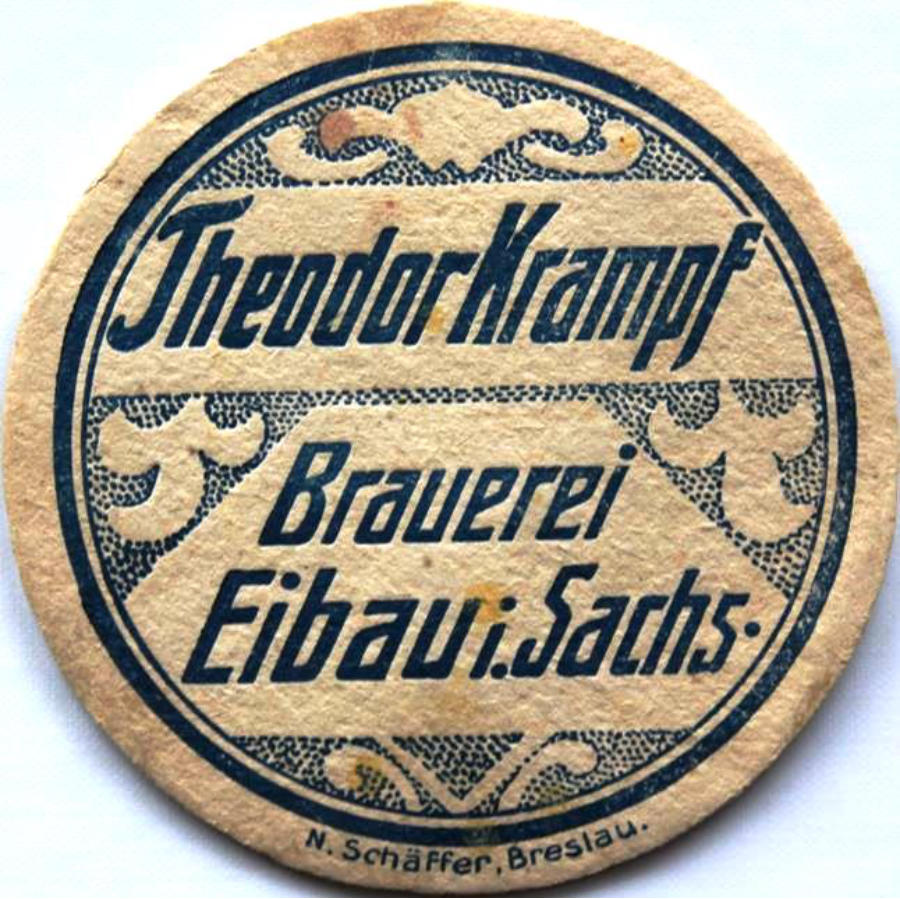 Theodor Krampf
Brauerei
Eibau i. Sachs.
N. Schäffer, Breslau.